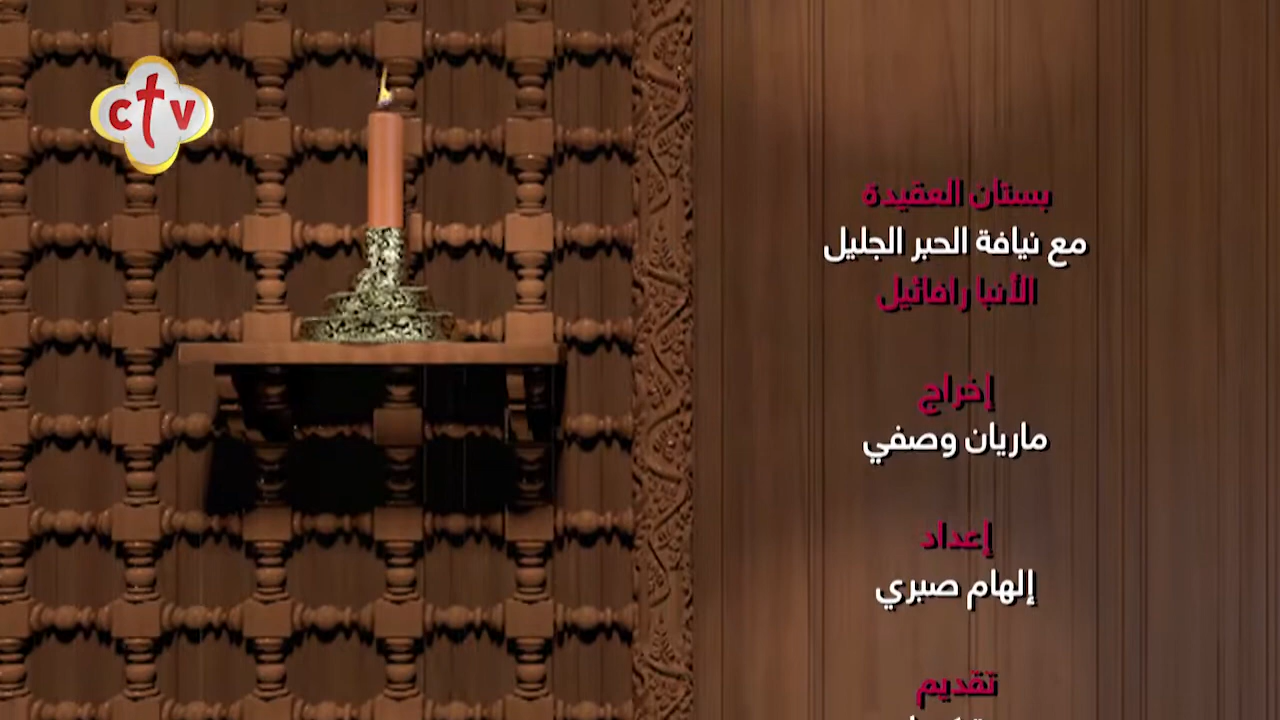 ctv
بستان العقيدة
مع نيافة الحبر الجليل
الأنبا رافائيل
إخراج
ماريان وصفي
إعداد
إلهام صبري
تقديم